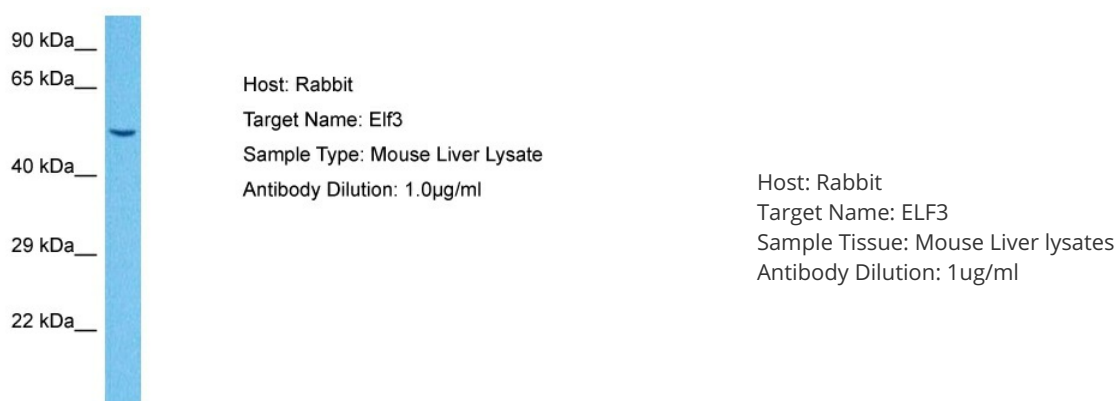 90 kDa__
65 kDa__
40 kDa__
29 kDa__
22 kDa__
Host: Rabbit
Target Name: Elf3
Sample Type: Mouse Liver Lysate
Antibody Dilution: 1.0µg/ml
Host: Rabbit
Target Name: ELF3
Sample Tissue: Mouse Liver lysates
Antibody Dilution: 1ug/ml